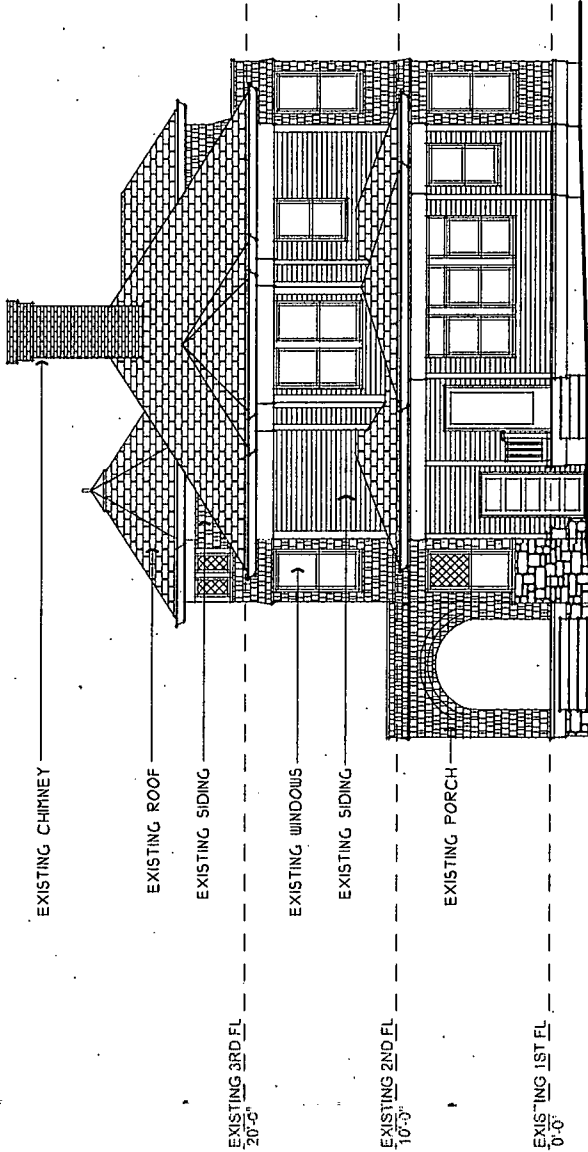 EXISTING CHIMNEY
EXISTING ROOF
EXISTING SIDING
EXISTING 3RD FL
20'-0"
EXISTING WINDOWS
EXISTING SIDING
EXISTING 2ND FL
10'-0"
EXISTING PORCH
EXISTING 1ST FL
0'-0"